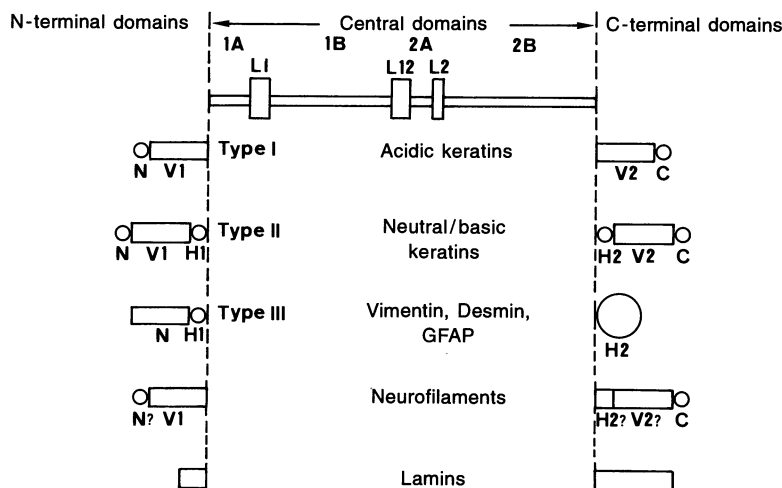 N-terminal domains Central domains C-terminal domains
1A 1B 2A 2B
L1 L12 L2
Type I Acidic keratins
N V1 V2 C
Type II Neutral/basic
keratins
N V1 H1 H2 V2 C
Type III Vimentin, Desmin,
GFAP
N H1 H2
Neurofilaments
N? V1 H2? V2? C
Lamins